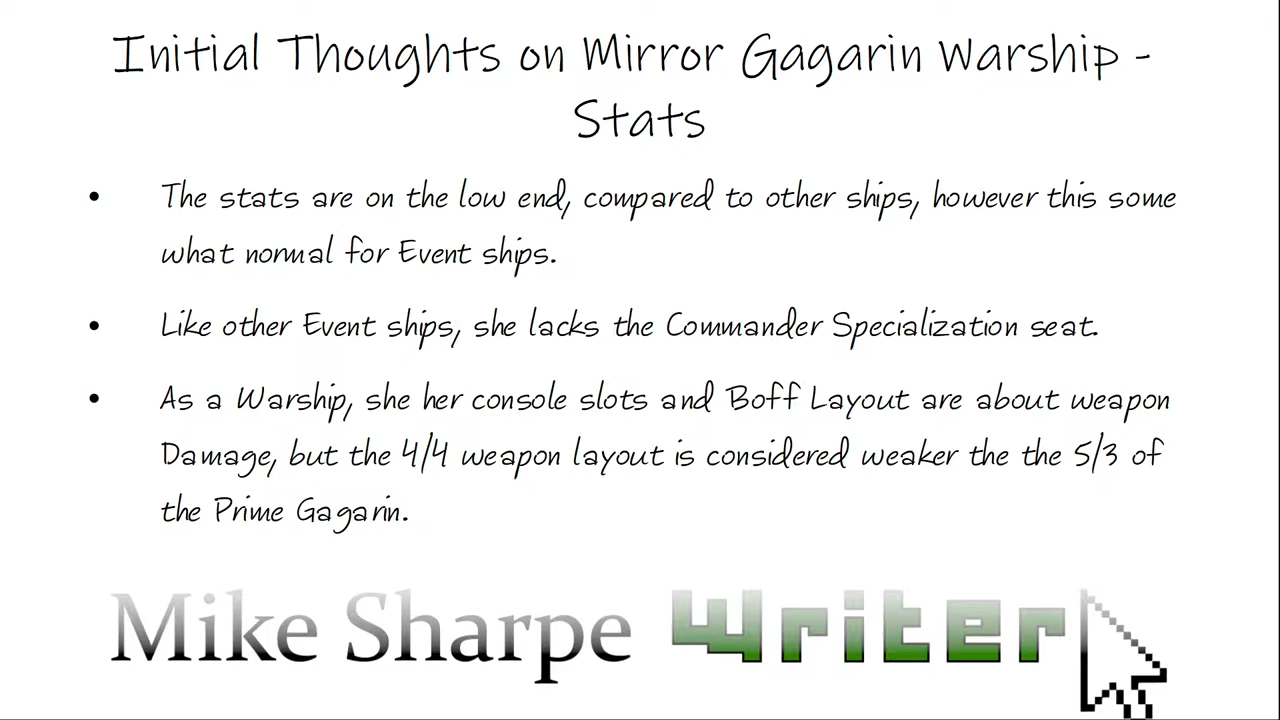 Initial Thoughts on Mirror Gagarin Warship -
Stats
• The stats are on the low end, compared to other ships, however this some
what normal for Event ships.
• Like other Event ships, she lacks the Commander Specialization seat.
• As a Warship, she her console slots and Boff Layout are about weapon
Damage, but the 4/4 weapon layout is considered weaker the the 5/3 of
the Prime Gagarin.
Mike Sharpe Writer